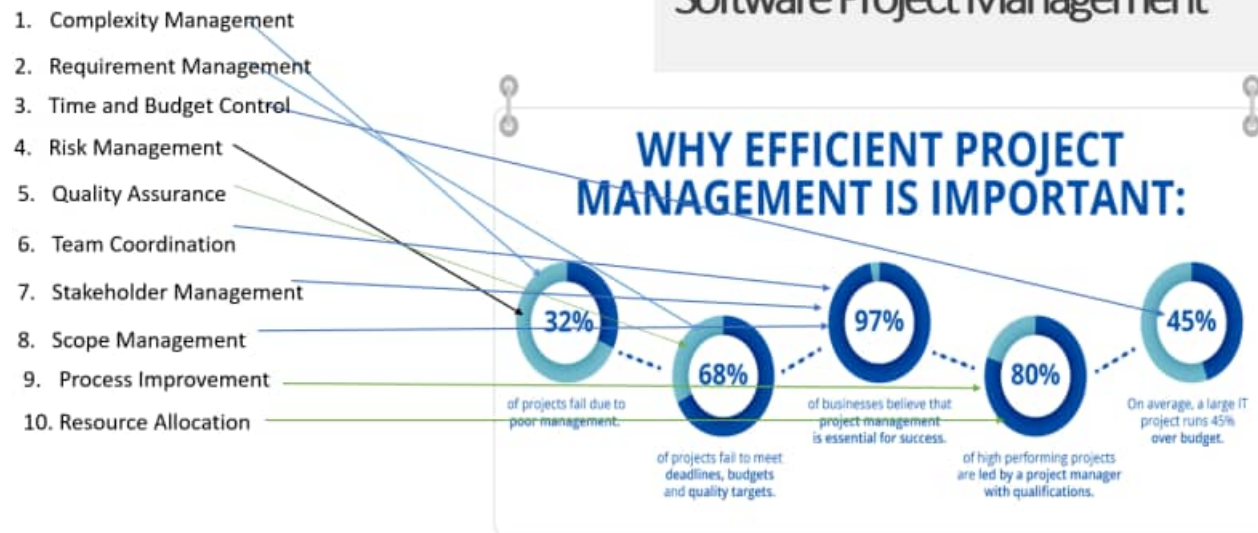 Software Project Management
1. Complexity Management
2. Requirement Management
3. Time and Budget Control
4. Risk Management
5. Quality Assurance
6. Team Coordination
7. Stakeholder Management
8. Scope Management
9. Process Improvement
10. Resource Allocation
WHY EFFICIENT PROJECT
MANAGEMENT IS IMPORTANT:
32%
of projects fail due to
poor management.
68%
of projects fail to meet
deadlines, budgets
and quality targets.
97%
of businesses believe that
project management
is essential for success.
80%
of high performing projects
are led by a project manager
with qualifications.
45%
On average, a large IT
project runs 45%
over budget.